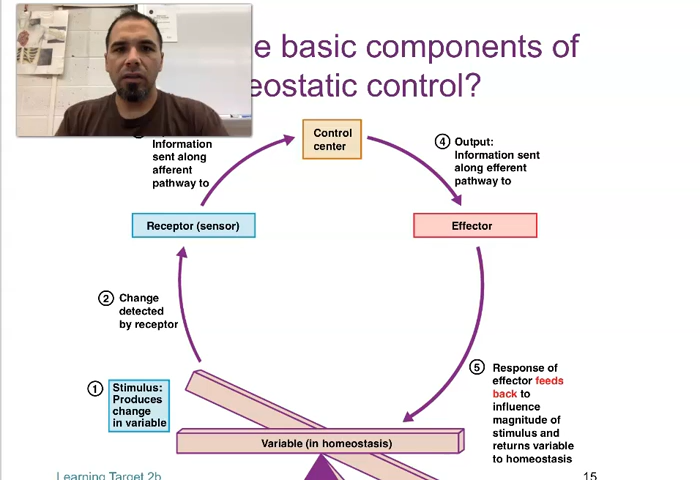 e basic components of
eostatic control?
Information
sent along
afferent
pathway to
Control
center
4 Output:
Information sent
along efferent
pathway to
Receptor (sensor)
Effector
2 Change
detected
by receptor
1 Stimulus:
Produces
change
in variable
5 Response of
effector feeds
back to
influence
magnitude of
stimulus and
returns variable
to homeostasis
Variable (in homeostasis)
Learning Target 2b
15